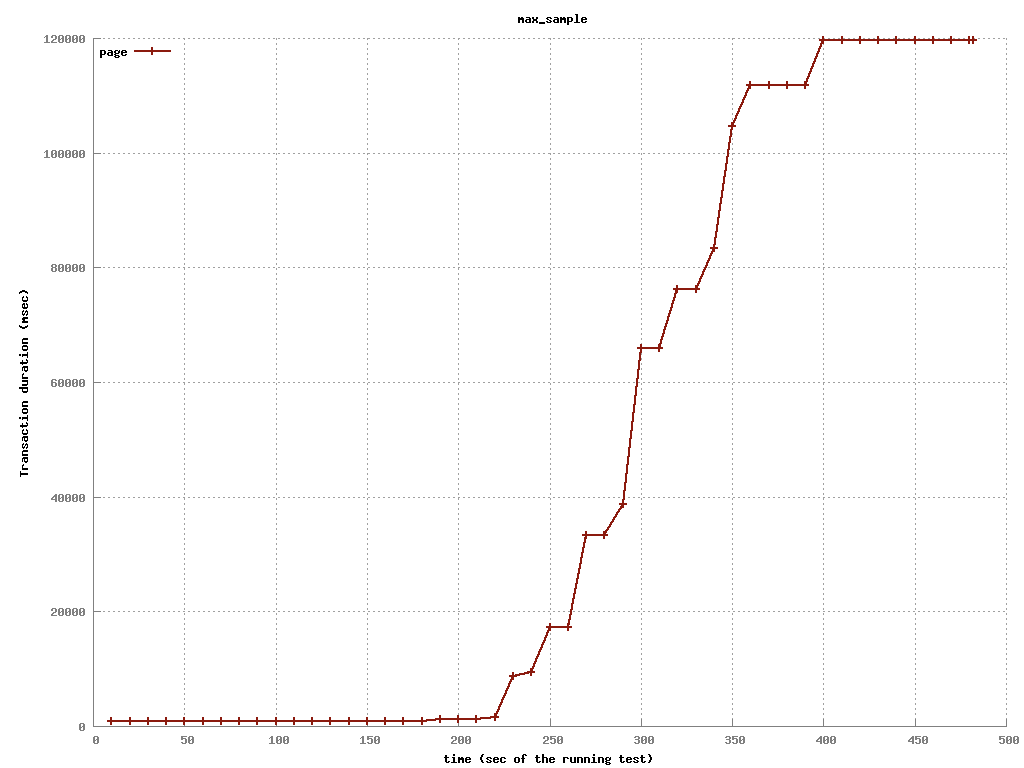 max_sample
page
120000
100000
80000
60000
40000
20000
0
Transaction duration (msec)
0 50 100 150 200 250 300 350 400 450 500
time (sec of the running test)